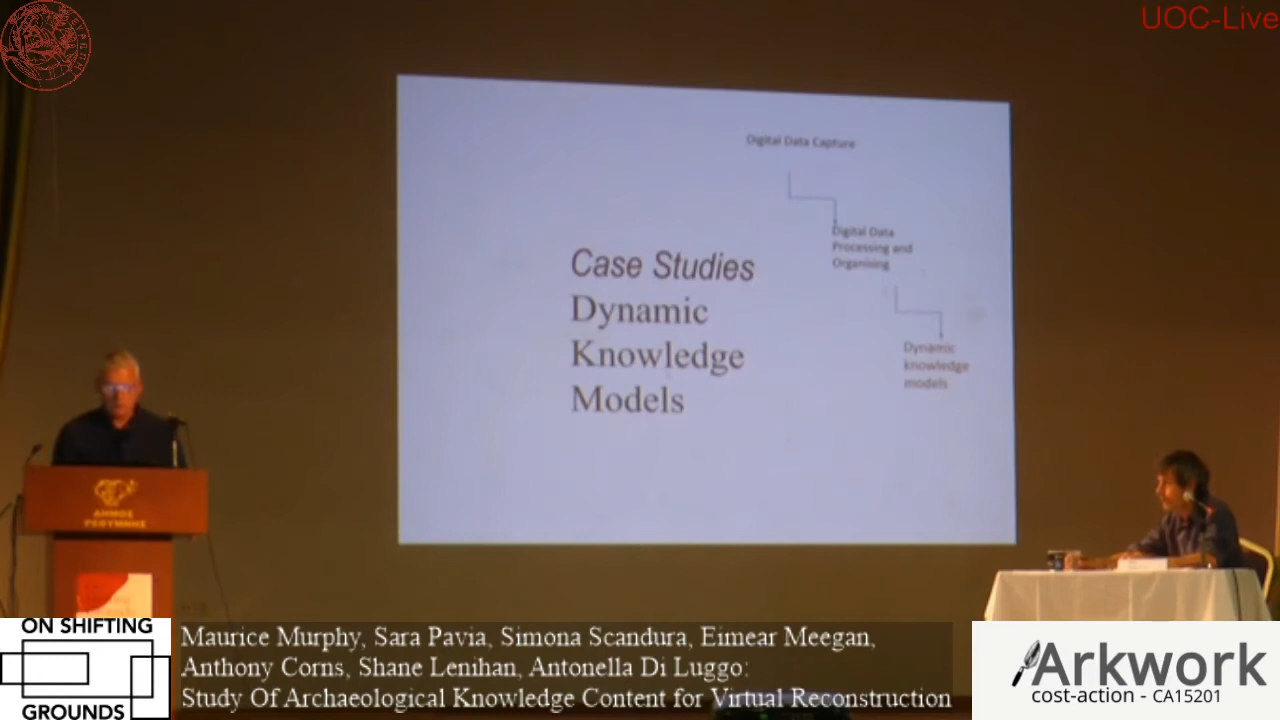 UOC-Live
Digital Data Capture
Digital Data
Processing and
Organising
Dynamic
knowledge
models
Case Studies
Dynamic
Knowledge
Models
ΔΗΜΟΣ
ΡΕΘΥΜΝΗΣ
ON SHIFTING
GROUNDS
Maurice Murphy, Sara Pavia, Simona Scandura, Eimear Meegan,
Anthony Corns, Shane Lenihan, Antonella Di Luggo:
Study Of Archaeological Knowledge Content for Virtual Reconstruction
Arkwork
cost-action - CA15201